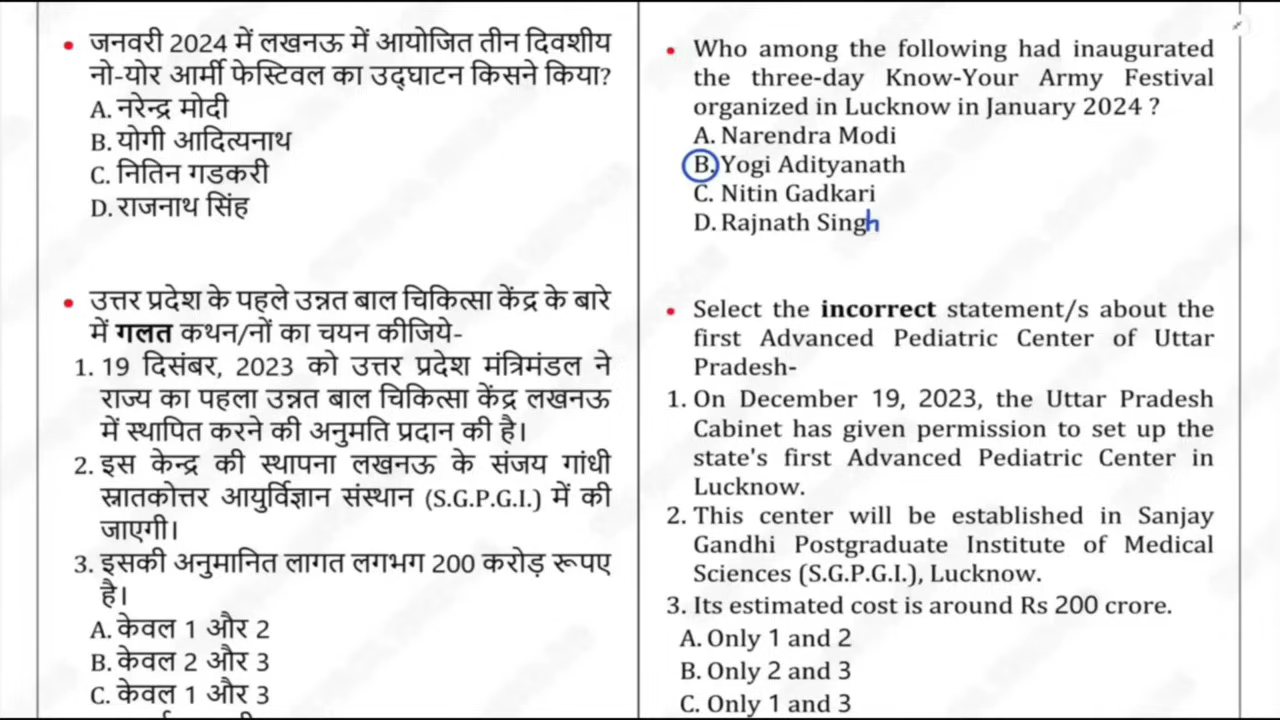 • जनवरी 2024 में लखनऊ में आयोजित तीन दिवशीय
नो-योर आर्मी फेस्टिवल का उद्घाटन किसने किया?
A. नरेन्द्र मोदी
B. योगी आदित्यनाथ
C. नितिन गडकरी
D. राजनाथ सिंह
• उत्तर प्रदेश के पहले उन्नत बाल चिकित्सा केंद्र के बारे
में गलत कथन/नों का चयन कीजिये-
1. 19 दिसंबर, 2023 को उत्तर प्रदेश मंत्रिमंडल ने
राज्य का पहला उन्नत बाल चिकित्सा केंद्र लखनऊ
में स्थापित करने की अनुमति प्रदान की है।
2. इस केन्द्र की स्थापना लखनऊ के संजय गांधी
स्नातकोत्तर आयुर्विज्ञान संस्थान (S.G.P.G.I.) में की
जाएगी।
3. इसकी अनुमानित लागत लगभग 200 करोड़ रूपए
है।
A. केवल 1 और 2
B. केवल 2 और 3
C. केवल 1 और 3
• Who among the following had inaugurated
the three-day Know-Your Army Festival
organized in Lucknow in January 2024 ?
A. Narendra Modi
B. Yogi Adityanath
C. Nitin Gadkari
D. Rajnath Singh
• Select the incorrect statement/s about the
first Advanced Pediatric Center of Uttar
Pradesh-
1. On December 19, 2023, the Uttar Pradesh
Cabinet has given permission to set up the
state's first Advanced Pediatric Center in
Lucknow.
2. This center will be established in Sanjay
Gandhi Postgraduate Institute of Medical
Sciences (S.G.P.G.I.), Lucknow.
3. Its estimated cost is around Rs 200 crore.
A. Only 1 and 2
B. Only 2 and 3
C. Only 1 and 3